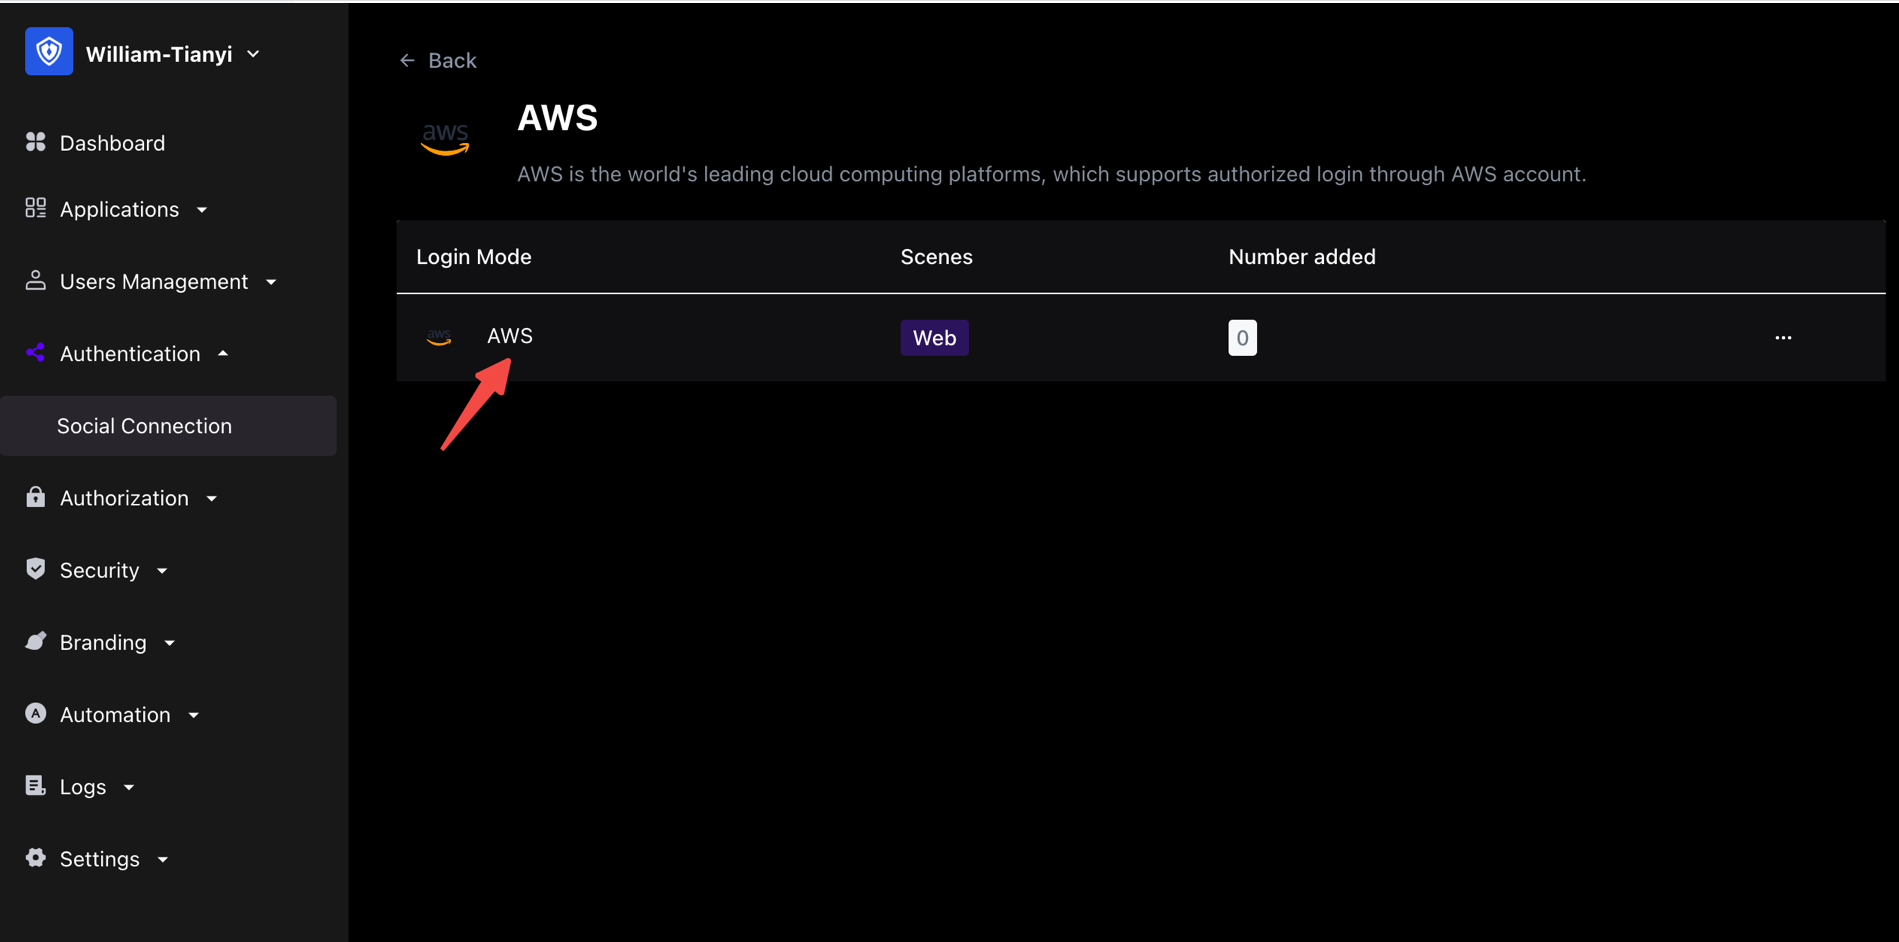 William-Tianyi
Dashboard
Applications
Users Management
Authentication
Social Connection
Authorization
Security
Branding
Automation
Logs
Settings
Back
aws
AWS
AWS is the world's leading cloud computing platforms, which supports authorized login through AWS account.
Login Mode Scenes Number added
aws AWS Web 0 ...